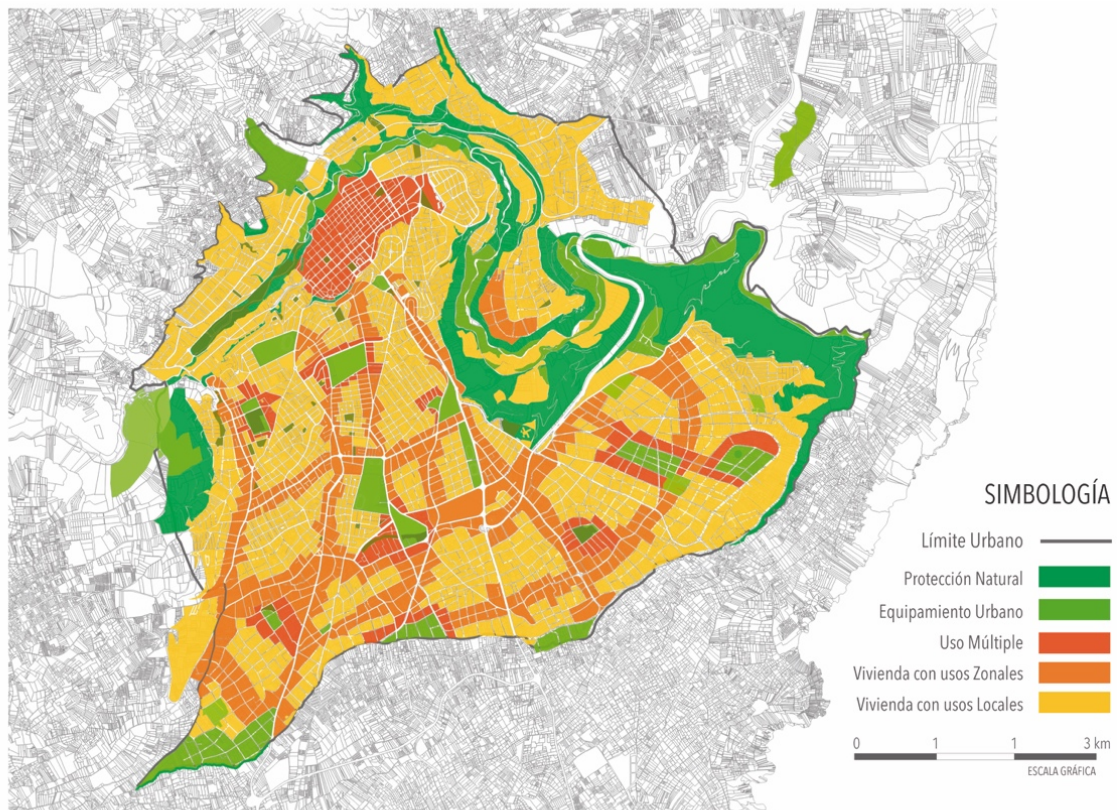 SIMBOLOGÍA
Límite Urbano
Protección Natural
Equipamiento Urbano
Uso Múltiple
Vivienda con usos Zonales
Vivienda con usos Locales
0 1 1 3 km
ESCALA GRÁFICA